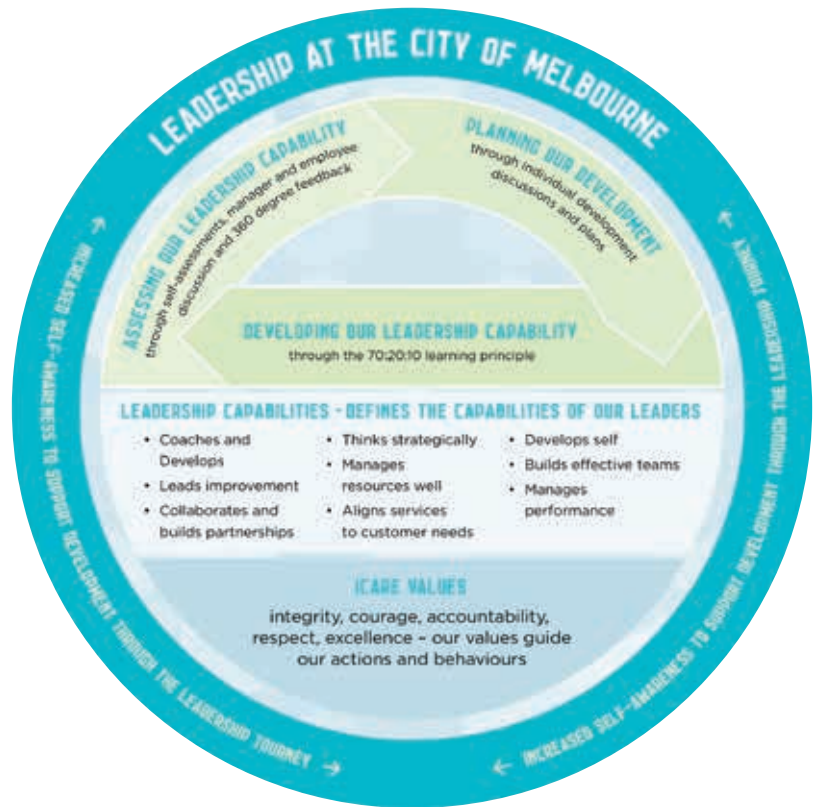 LEADERSHIP AT THE CITY OF MELBOURNE
ASSESSING OUR LEADERSHIP CAPABILITY
through self-assessments, manager and employee
discussion and 360 degree feedback
PLANNING OUR DEVELOPMENT
through individual development
discussions and plans
DEVELOPING OUR LEADERSHIP CAPABILITY
through the 70:20:10 learning principle
LEADERSHIP CAPABILITIES - DEFINES THE CAPABILITIES OF OUR LEADERS
• Coaches and
Develops
• Leads improvement
• Collaborates and
builds partnerships
• Thinks strategically
• Manages
resources well
• Aligns services
to customer needs
• Develops self
• Builds effective teams
• Manages
performance
ICARE VALUES
integrity, courage, accountability,
respect, excellence – our values guide
our actions and behaviours
← INCREASED SELF-AWARENESS TO SUPPORT DEVELOPMENT THROUGH THE LEADERSHIP JOURNEY →
← INCREASED SELF-AWARENESS TO SUPPORT DEVELOPMENT THROUGH THE LEADERSHIP JOURNEY →